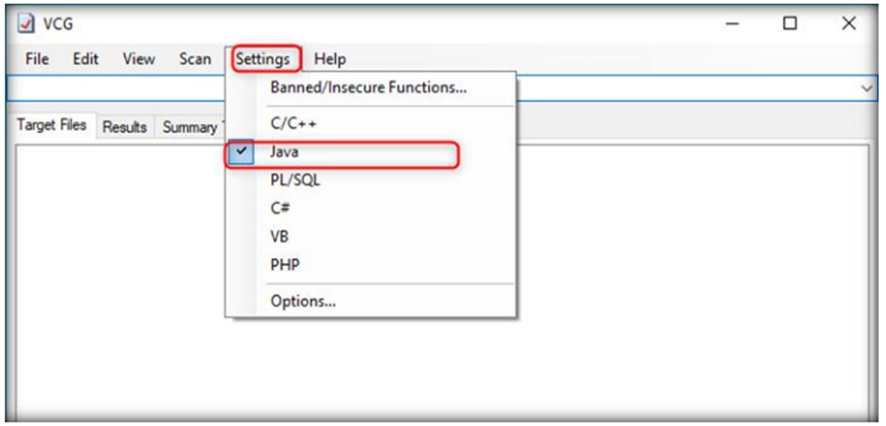 VCG
File Edit View Scan Settings Help
Banned/Insecure Functions...
Target Files Results Summary
C/C++
Java
PL/SQL
C#
VB
PHP
Options...